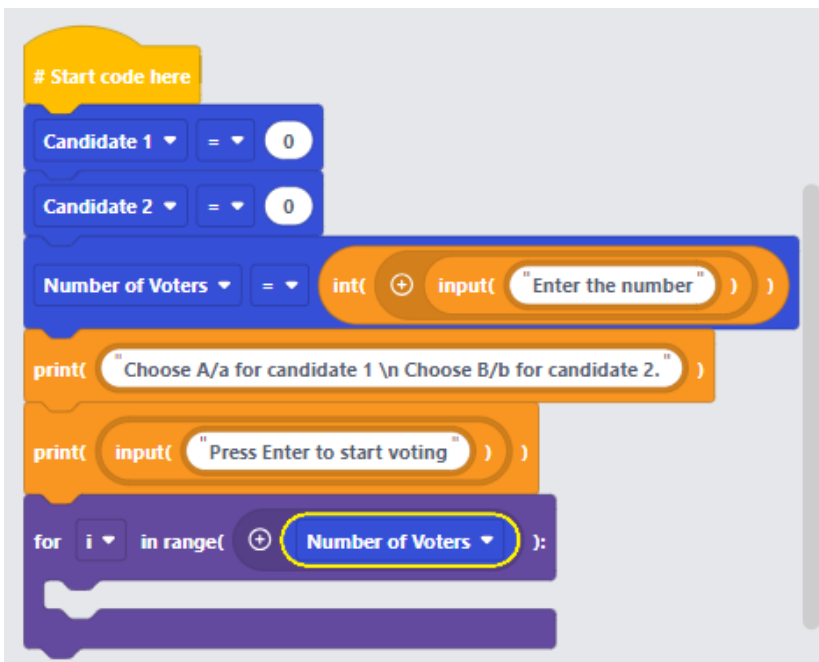 # Start code here
Candidate 1 = 0
Candidate 2 = 0
Number of Voters = int( input( "Enter the number" ) )
print( "Choose A/a for candidate 1 \n Choose B/b for candidate 2." )
print( input( "Press Enter to start voting" ) )
for i in range( Number of Voters ):